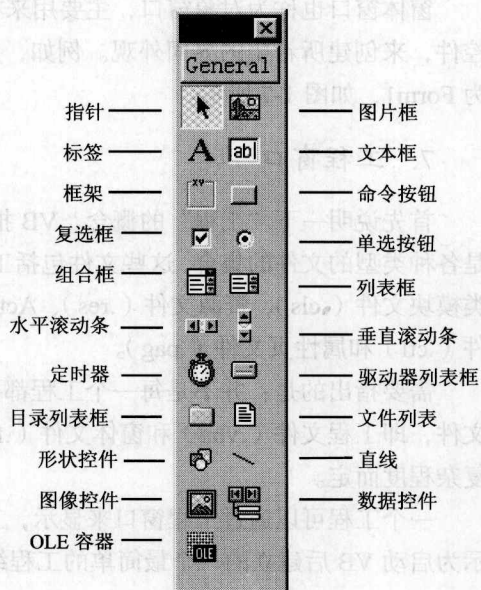 General
指针
图片框
标签
A
ab
文本框
框架
XY
命令按钮
复选框
单选按钮
组合框
列表框
水平滚动条
垂直滚动条
定时器
驱动器列表框
目录列表框
文件列表
形状控件
直线
图像控件
数据控件
OLE 容器
OLE